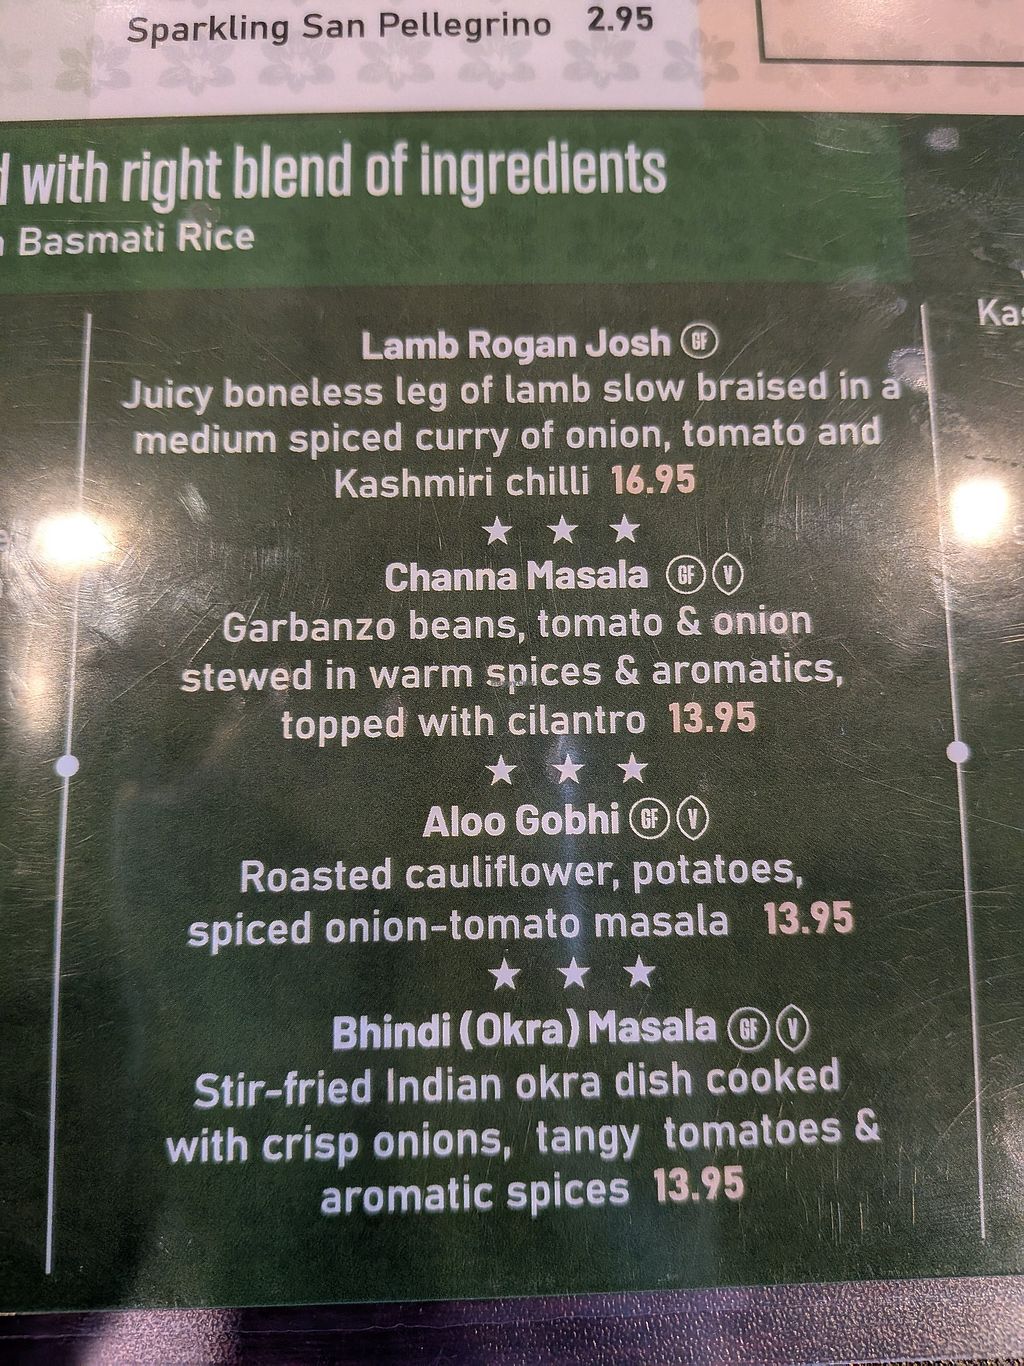 Sparkling San Pellegrino 2.95
with right blend of ingredients
Basmati Rice
Lamb Rogan Josh GF
Juicy boneless leg of lamb slow braised in a
medium spiced curry of onion, tomato and
Kashmiri chilli 16.95
Channa Masala GF V
Garbanzo beans, tomato & onion
stewed in warm spices & aromatics,
topped with cilantro 13.95
Aloo Gobhi GF V
Roasted cauliflower, potatoes,
spiced onion-tomato masala 13.95
Bhindi (Okra) Masala GF V
Stir-fried Indian okra dish cooked
with crisp onions, tangy tomatoes &
aromatic spices 13.95